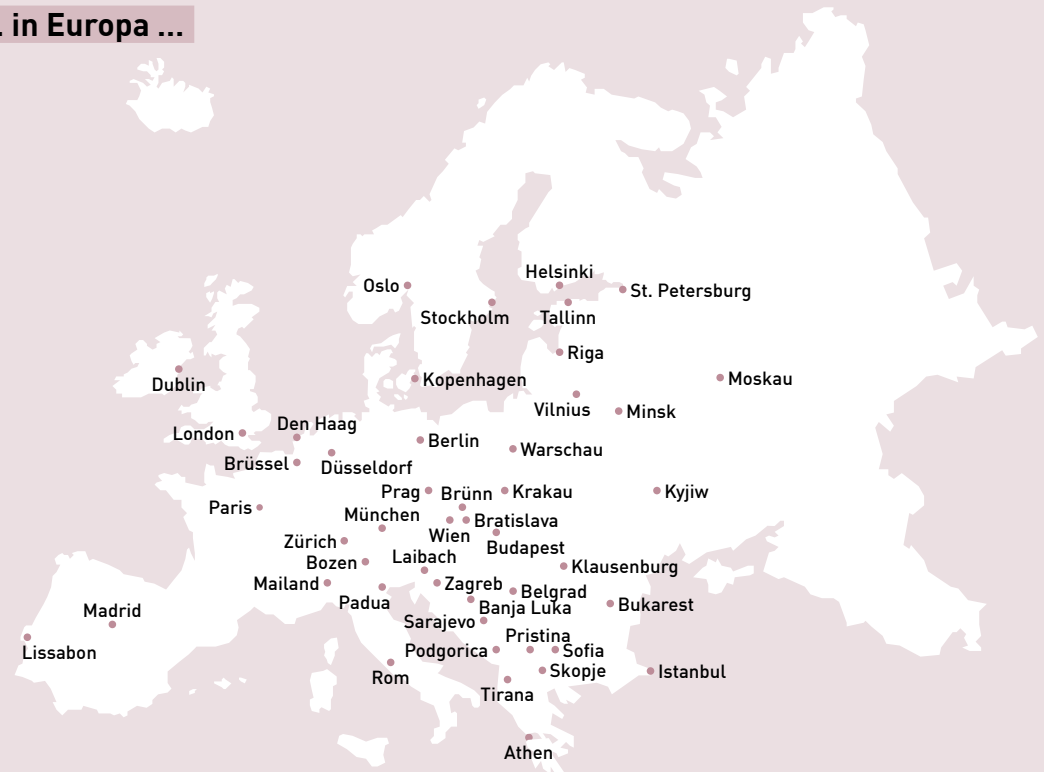 . in Europa ...
Helsinki
Oslo
St. Petersburg
Stockholm
Tallinn
Riga
Kopenhagen
Moskau
Dublin
Vilnius
Minsk
Den Haag
London
Berlin
Warschau
Brüssel
Düsseldorf
Prag
Brünn
Krakau
Kyjiw
Paris
München
Bratislava
Wien
Zürich
Budapest
Laibach
Bozen
Klausenburg
Mailand
Zagreb
Belgrad
Padua
Banja Luka
Bukarest
Madrid
Sarajevo
Pristina
Lissabon
Podgorica
Sofia
Skopje
Istanbul
Rom
Tirana
Athen